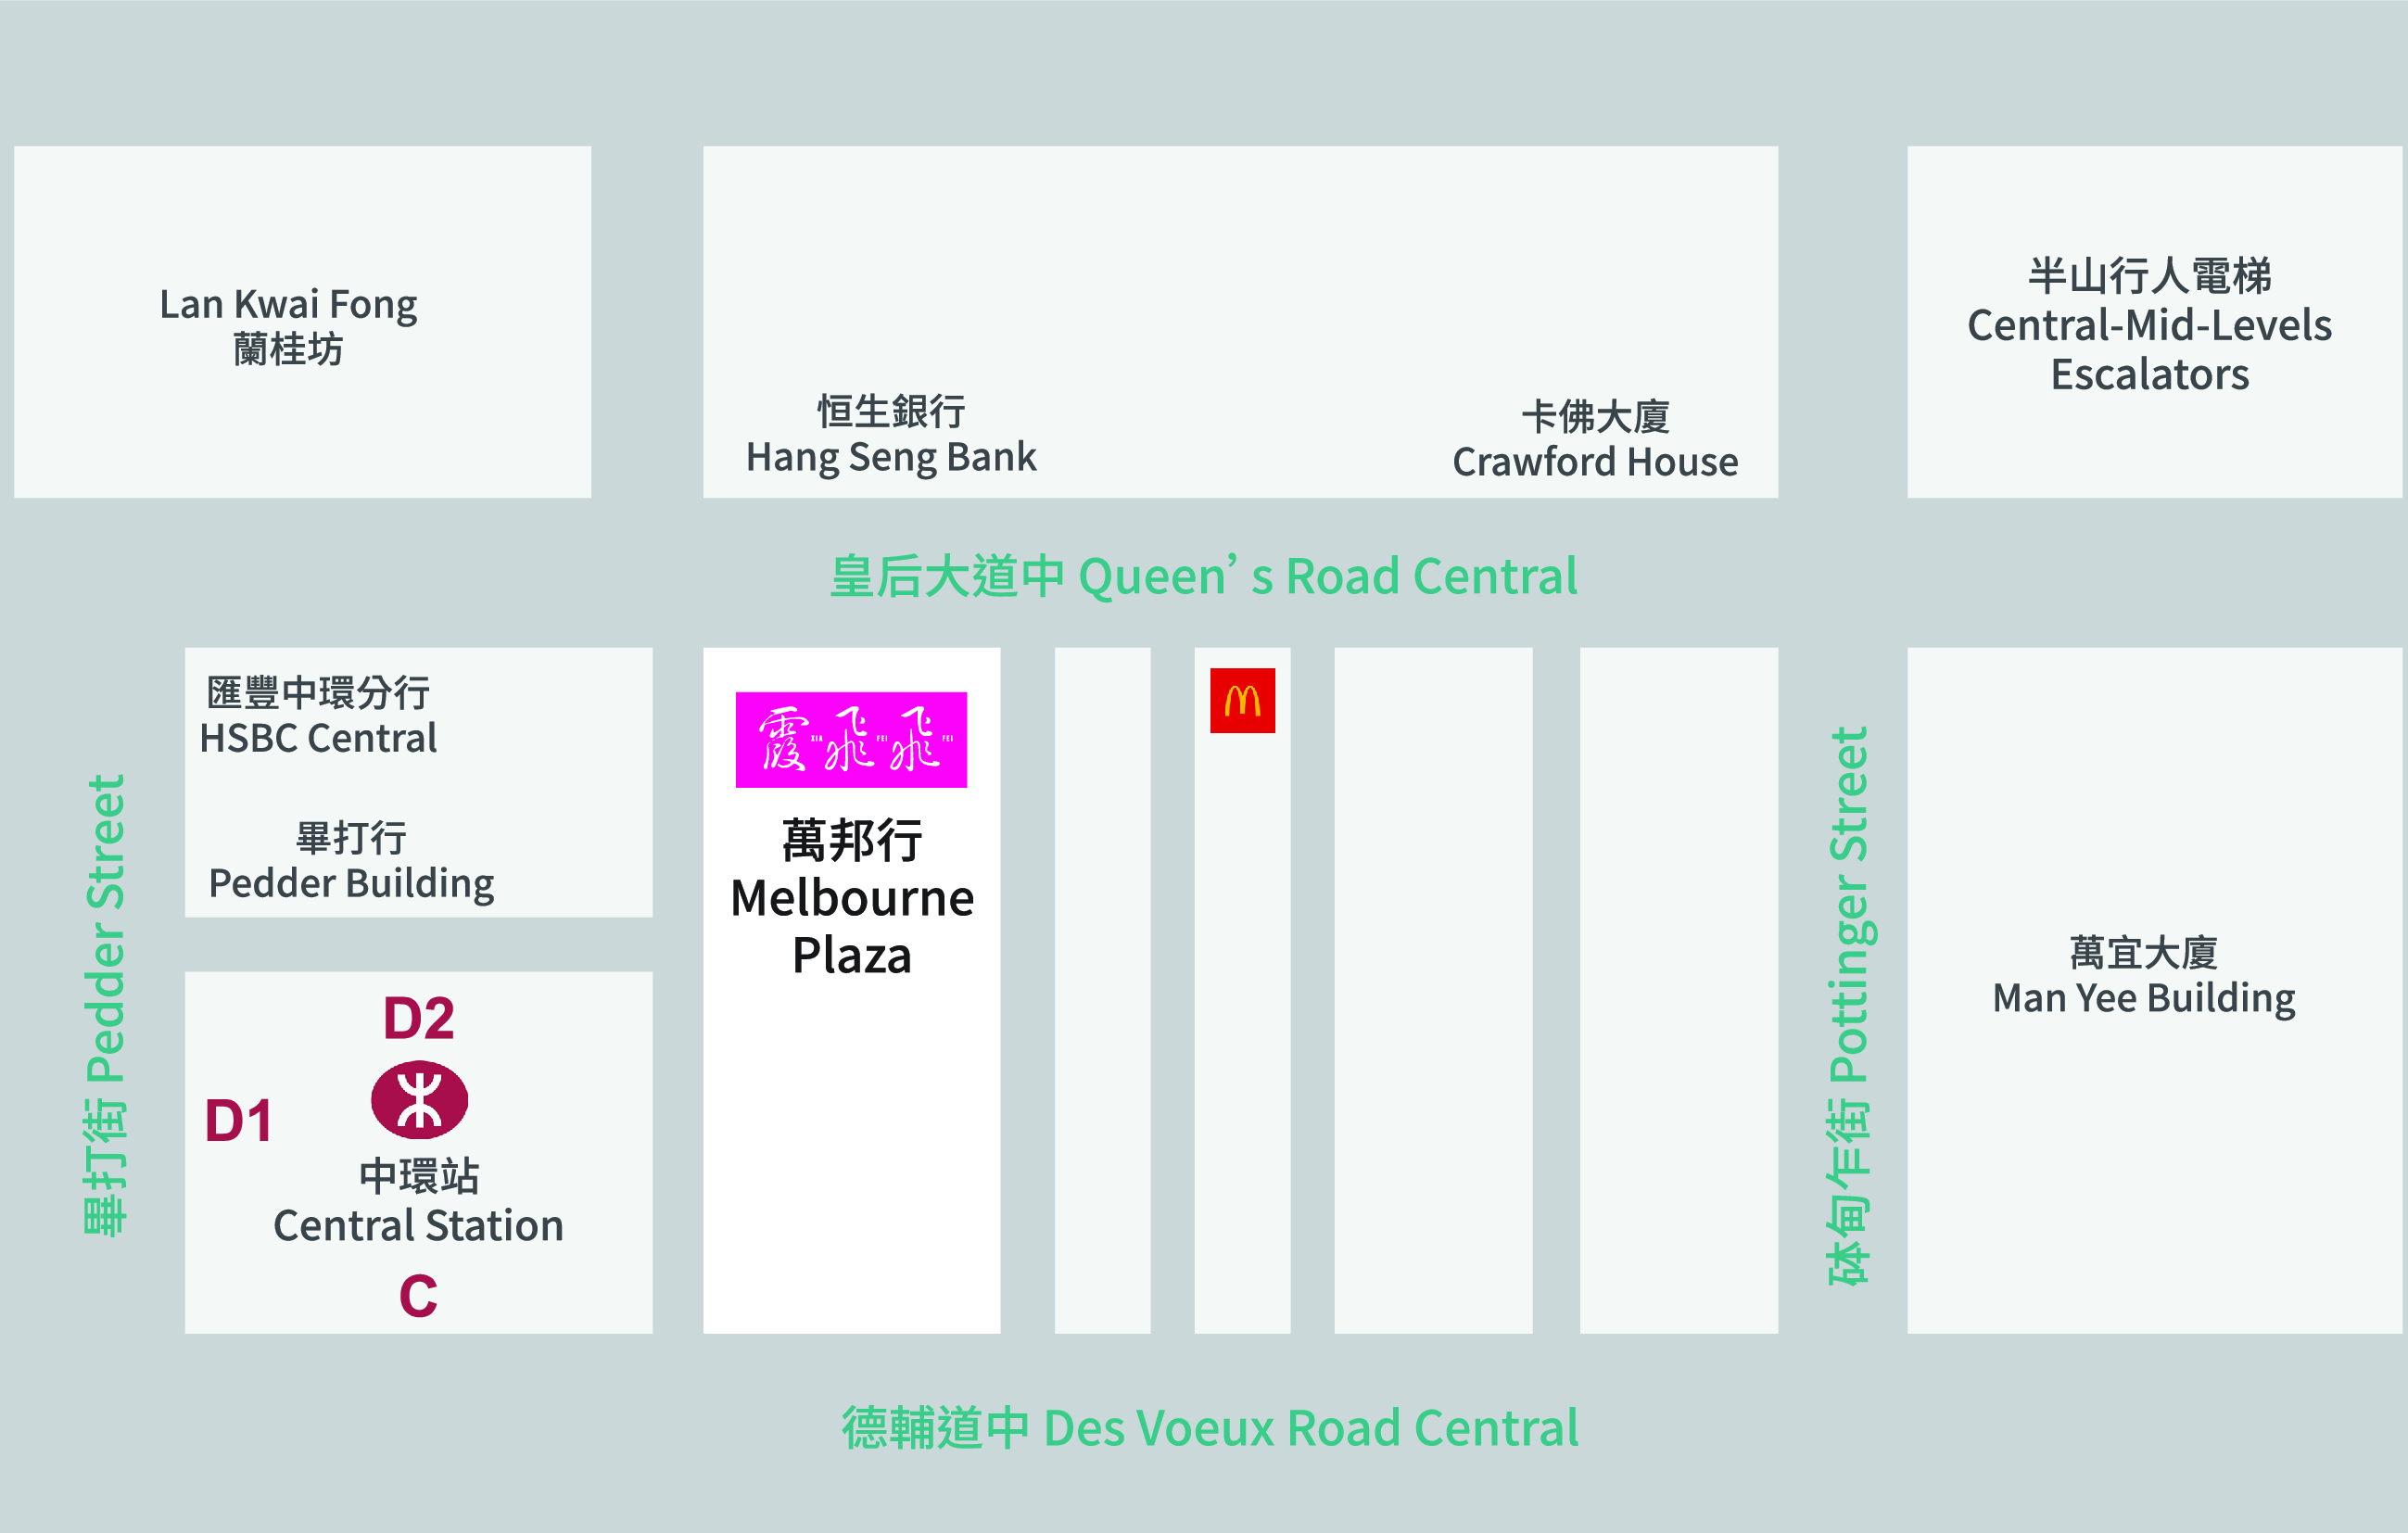 Lan Kwai Fong
蘭桂坊
恒生銀行
Hang Seng Bank
卡佛大廈
Crawford House
半山行人電梯
Central-Mid-Levels
Escalators
皇后大道中 Queen’s Road Central
畢打街 Pedder Street
匯豐中環分行
HSBC Central
畢打行
Pedder Building
D2
D1
中環站
Central Station
C
霞飛飛
XIA FEI FEI
萬邦行
Melbourne
Plaza
砵甸乍街 Pottinger Street
萬宜大廈
Man Yee Building
德輔道中 Des Voeux Road Central